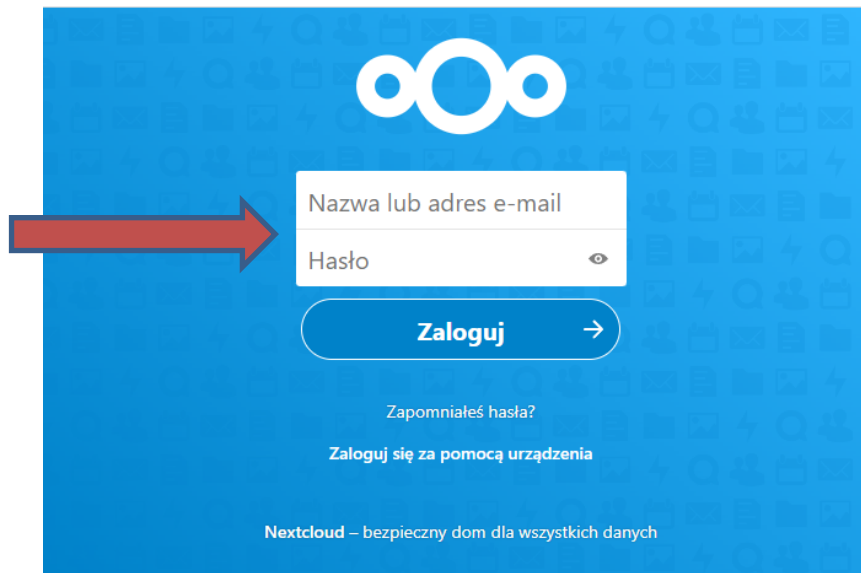 Nazwa lub adres e-mail
Hasło
Zaloguj
Zapomniałeś hasła?
Zaloguj się za pomocą urządzenia
Nextcloud – bezpieczny dom dla wszystkich danych